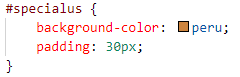 #specialus {
    background-color: peru;
    padding: 30px;
}